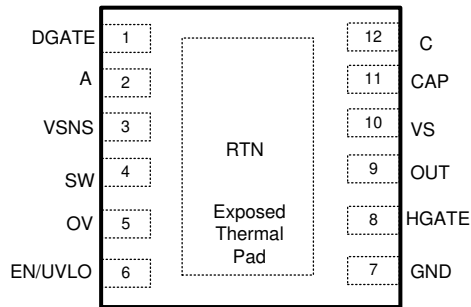 DGATE 1
A 2
VSNS 3
SW 4
OV 5
EN/UVLO 6
RTN
Exposed
Thermal
Pad
12 C
11 CAP
10 VS
9 OUT
8 HGATE
7 GND